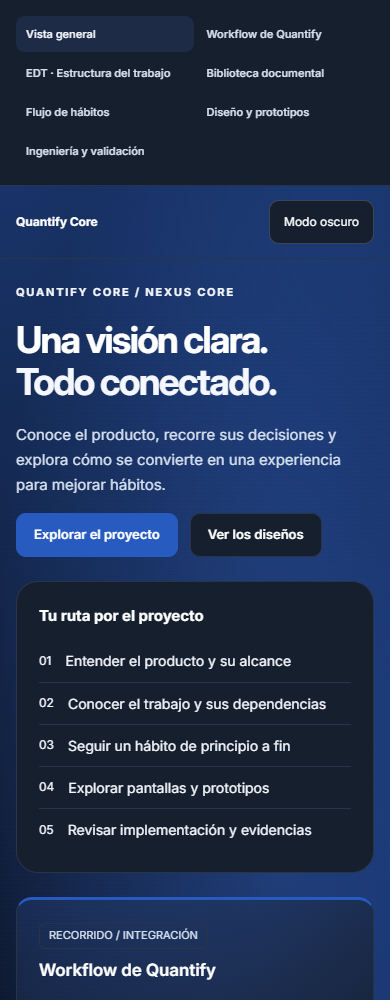 Vista general
Workflow de Quantify
EDT · Estructura del trabajo
Biblioteca documental
Flujo de hábitos
Diseño y prototipos
Ingeniería y validación
Quantify Core
Modo oscuro
QUANTIFY CORE / NEXUS CORE
Una visión clara.
Todo conectado.
Conoce el producto, recorre sus decisiones y
explora cómo se convierte en una experiencia
para mejorar hábitos.
Explorar el proyecto
Ver los diseños
Tu ruta por el proyecto
01 Entender el producto y su alcance
02 Conocer el trabajo y sus dependencias
03 Seguir un hábito de principio a fin
04 Explorar pantallas y prototipos
05 Revisar implementación y evidencias
RECORRIDO / INTEGRACIÓN
Workflow de Quantify